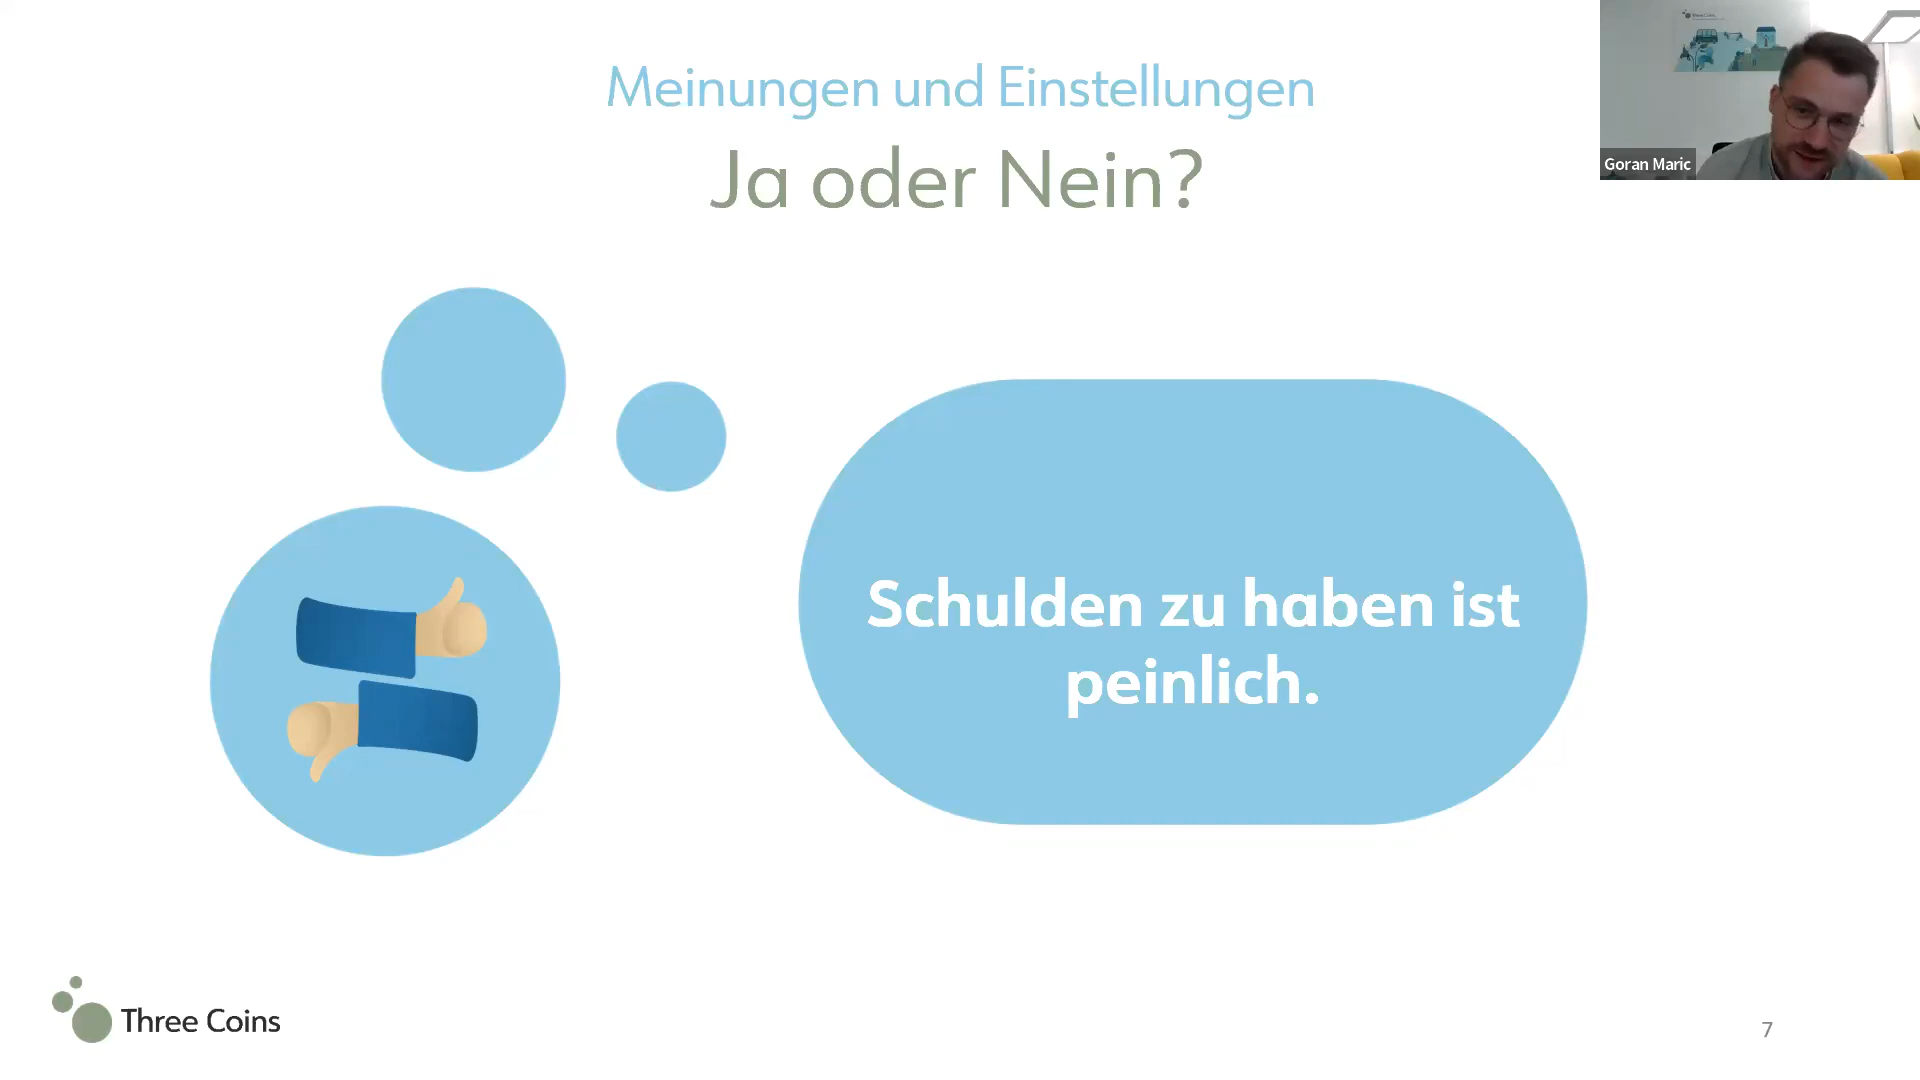 Meinungen und Einstellungen
Ja oder Nein?
Goran Maric
Schulden zu haben ist
peinlich.
Three Coins
7